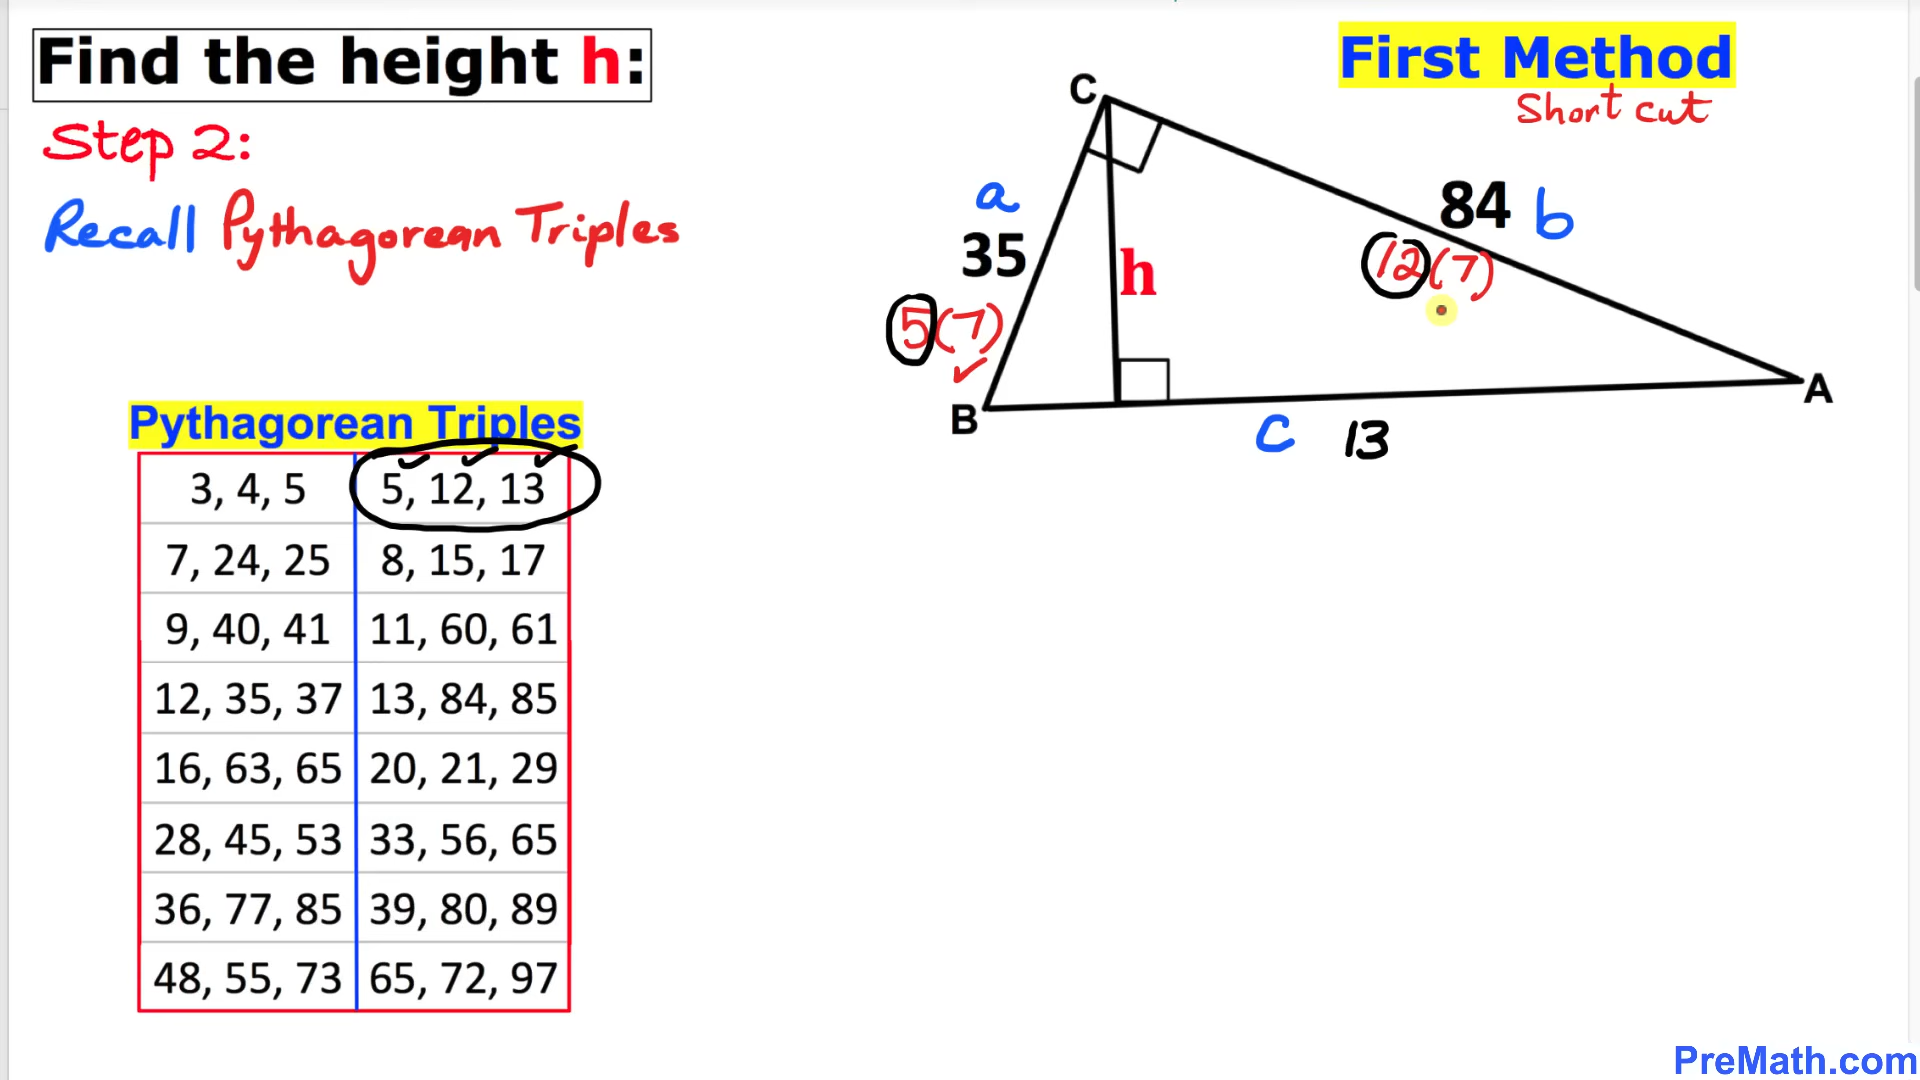 Find the height h:
First Method
Short cut
Step 2:
Recall Pythagorean Triples
C
a
35
h
84 b
12(7)
5(7)
B
A
C 13
Pythagorean Triples
3, 4, 5 5, 12, 13
7, 24, 25 8, 15, 17
9, 40, 41 11, 60, 61
12, 35, 37 13, 84, 85
16, 63, 65 20, 21, 29
28, 45, 53 33, 56, 65
36, 77, 85 39, 80, 89
48, 55, 73 65, 72, 97
PreMath.com